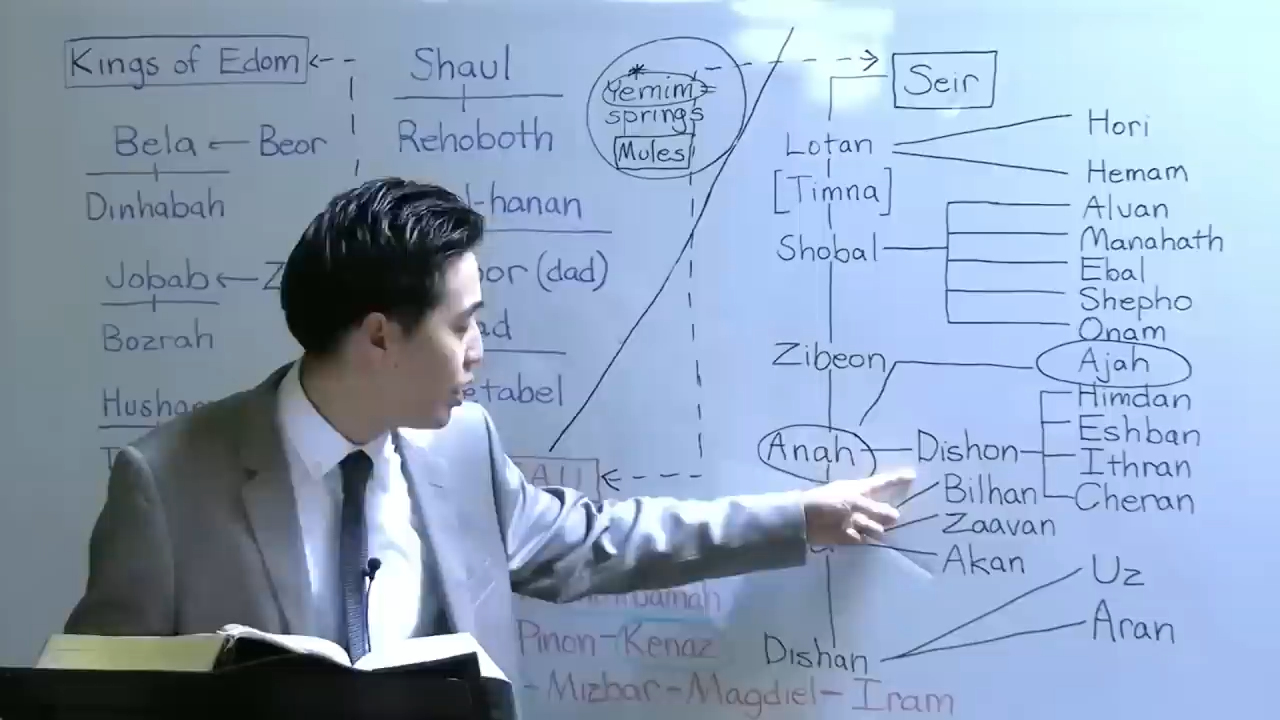 Kings of Edom
Bela ← Beor
Dinhabah
Jobab ←
Bozrah
Shaul
Rehoboth
-hanan
(dad)
*
Yemim =
springs
Mules
Seir
Lotan
[Timna]
Shobal
Zibeon
Anah
Dishon
Bilhan
Zaavan
Akan
Dishan
Hori
Hemam
Alvan
Manahath
Ebal
Shepho
Onam
Ajah
Himdan
Eshban
Ithran
Cheran
Uz
Aran
Pinon-Kenaz
-Mizbar-Magdiel-Iram